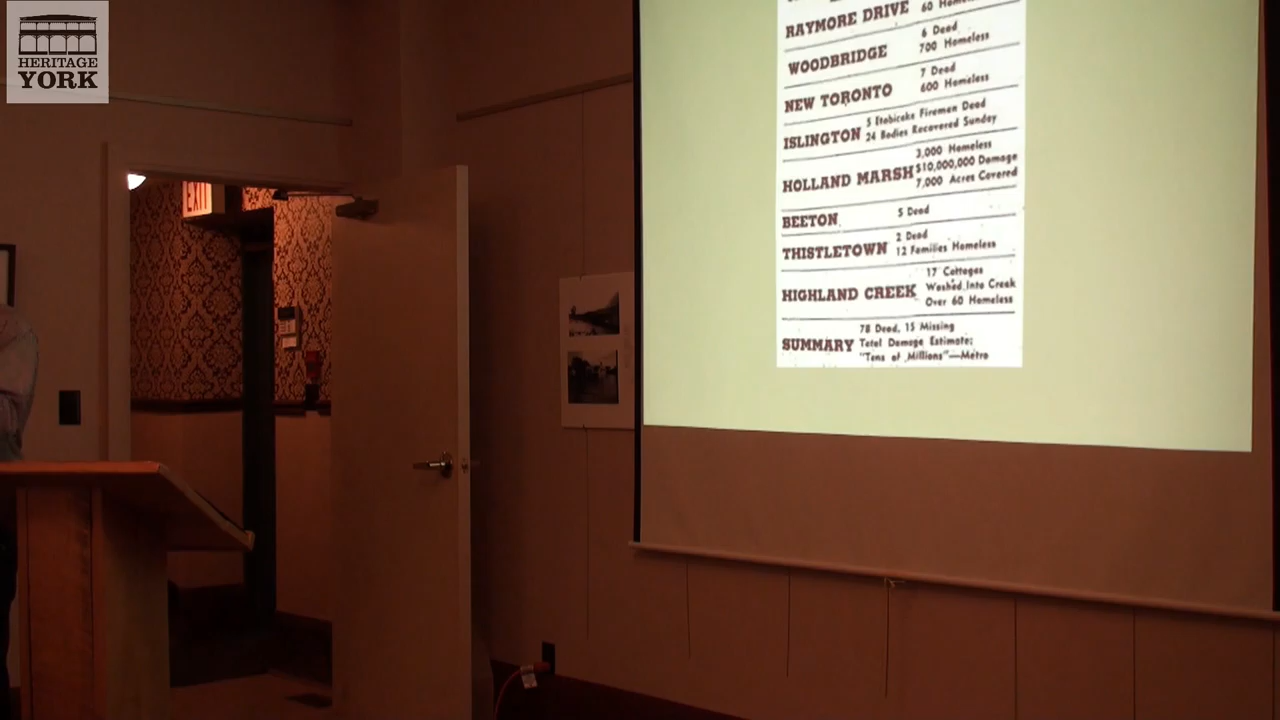 HERITAGE
YORK
EXIT
RAYMORE DRIVE
60 Homeless
WOODBRIDGE
6 Dead
700 Homeless
NEW TORONTO
7 Dead
600 Homeless
ISLINGTON
5 Etobicoke Firemen Dead
24 Bodies Recovered Sunday
HOLLAND MARSH
3,000 Homeless
$10,000,000 Damage
7,000 Acres Covered
BEETON
5 Dead
THISTLETOWN
2 Dead
12 Families Homeless
HIGHLAND CREEK
17 Cottages
Washed Into Creek
Over 60 Homeless
SUMMARY
78 Dead, 15 Missing
Total Damage Estimate:
"Tens of Millions"—Metro